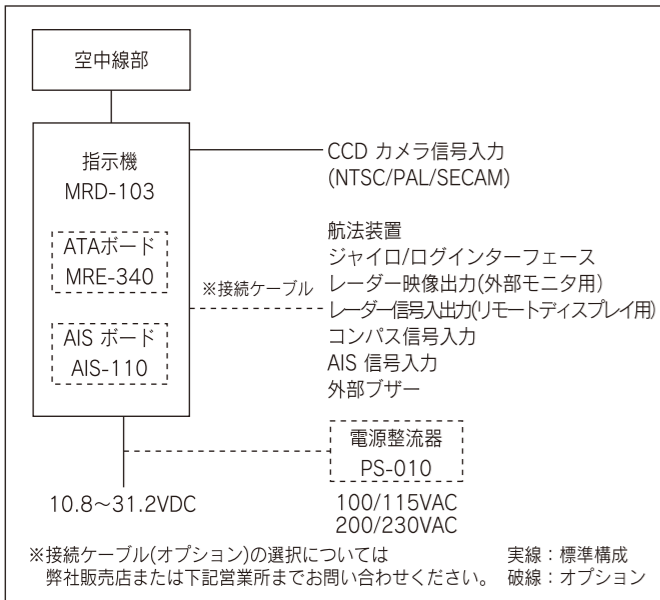 空中線部
指示機
MRD-103
ATAボード
MRE-340
AIS ボード
AIS-110
CCD カメラ信号入力
(NTSC/PAL/SECAM)
※接続ケーブル
航法装置
ジャイロ/ログインターフェース
レーダー映像出力(外部モニタ用)
レーダー信号入出力(リモートディスプレイ用)
コンパス信号入力
AIS 信号入力
外部ブザー
電源整流器
PS-010
10.8～31.2VDC
100/115VAC
200/230VAC
※接続ケーブル(オプション)の選択については
弊社販売店または下記営業所までお問い合わせください。
実線：標準構成
破線：オプション